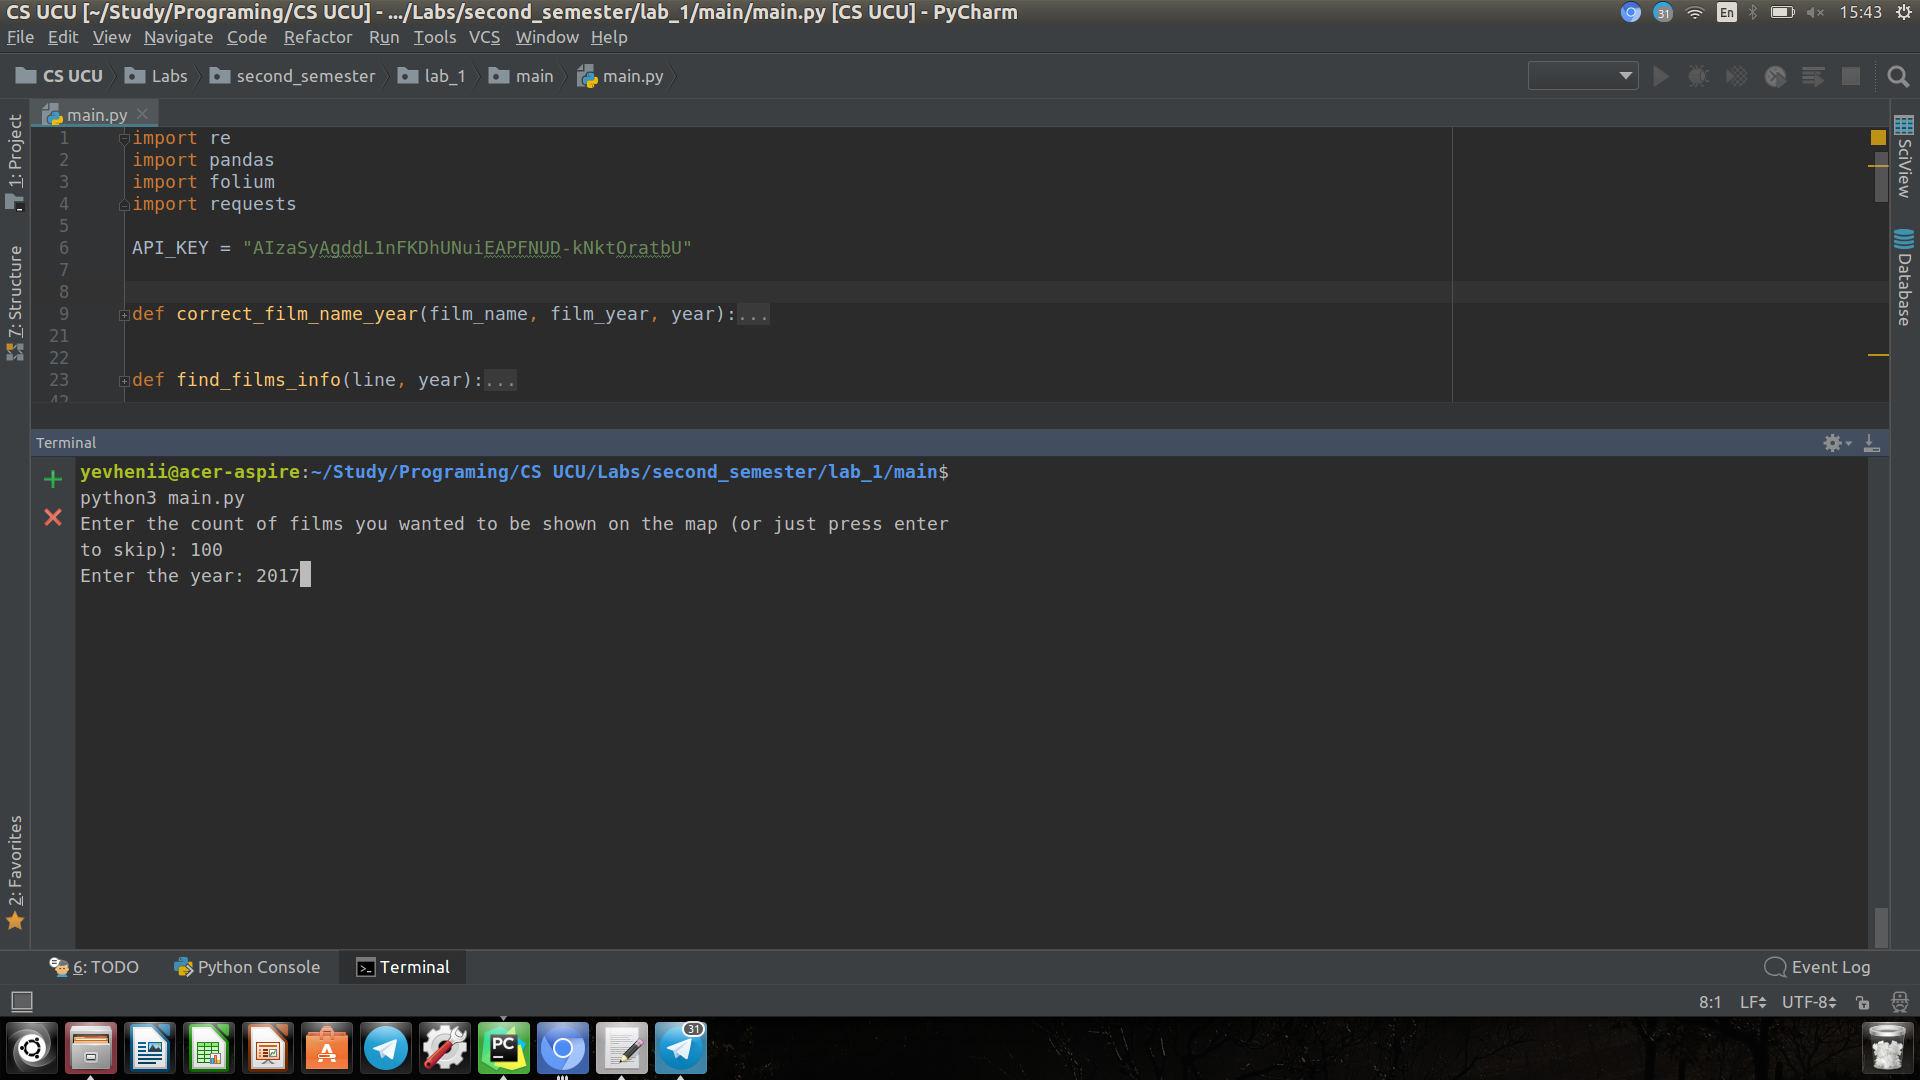 CS UCU [~/Study/Programing/CS UCU] - .../Labs/second_semester/lab_1/main/main.py [CS UCU] - PyCharm
31 En 15:43
File Edit View Navigate Code Refactor Run Tools VCS Window Help
CS UCU Labs second_semester lab_1 main main.py
main.py
1: Project
7: Structure
2: Favorites
SciView
Database
1 import re
2 import pandas
3 import folium
4 import requests
5
6 API_KEY = "AIzaSyAgddL1nFKDhUNuiEAPFNUD-kNktOratbU"
7
8
9 def correct_film_name_year(film_name, film_year, year):...
21
22
23 def find_films_info(line, year):...
42
Terminal
yevhenii@acer-aspire:~/Study/Programing/CS UCU/Labs/second_semester/lab_1/main$
python3 main.py
Enter the count of films you wanted to be shown on the map (or just press enter
to skip): 100
Enter the year: 2017
6: TODO Python Console Terminal Event Log
8:1 LF UTF-8
PC 31